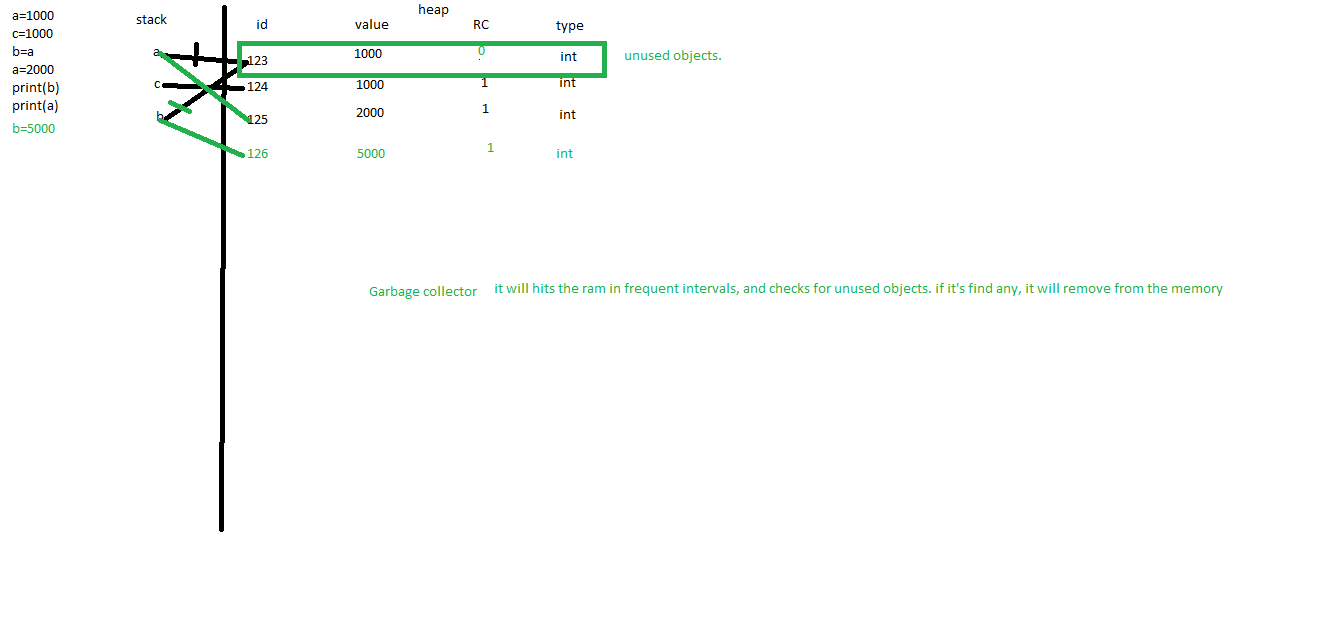 a=1000
c=1000
b=a
a=2000
print(b)
print(a)
b=5000
stack
a
c
b
heap
id value RC type
123 1000 0 int
unused objects.
124 1000 1 int
125 2000 1 int
126 5000 1 int
Garbage collector it will hits the ram in frequent intervals, and checks for unused objects. if it's find any, it will remove from the memory